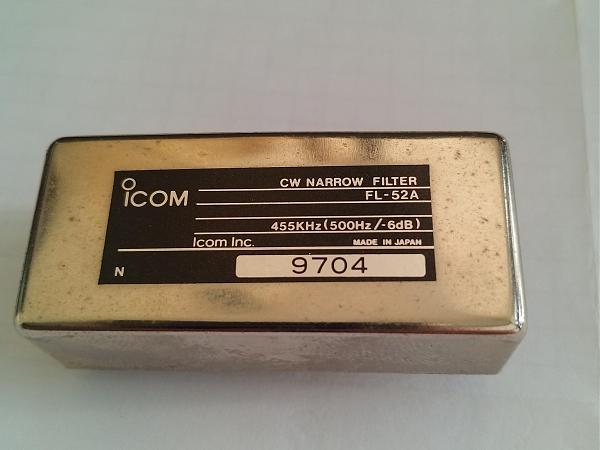 ICOM
CW NARROW FILTER
FL-52A
455KHz(500Hz/-6dB)
Icom Inc.
MADE IN JAPAN
N
9704